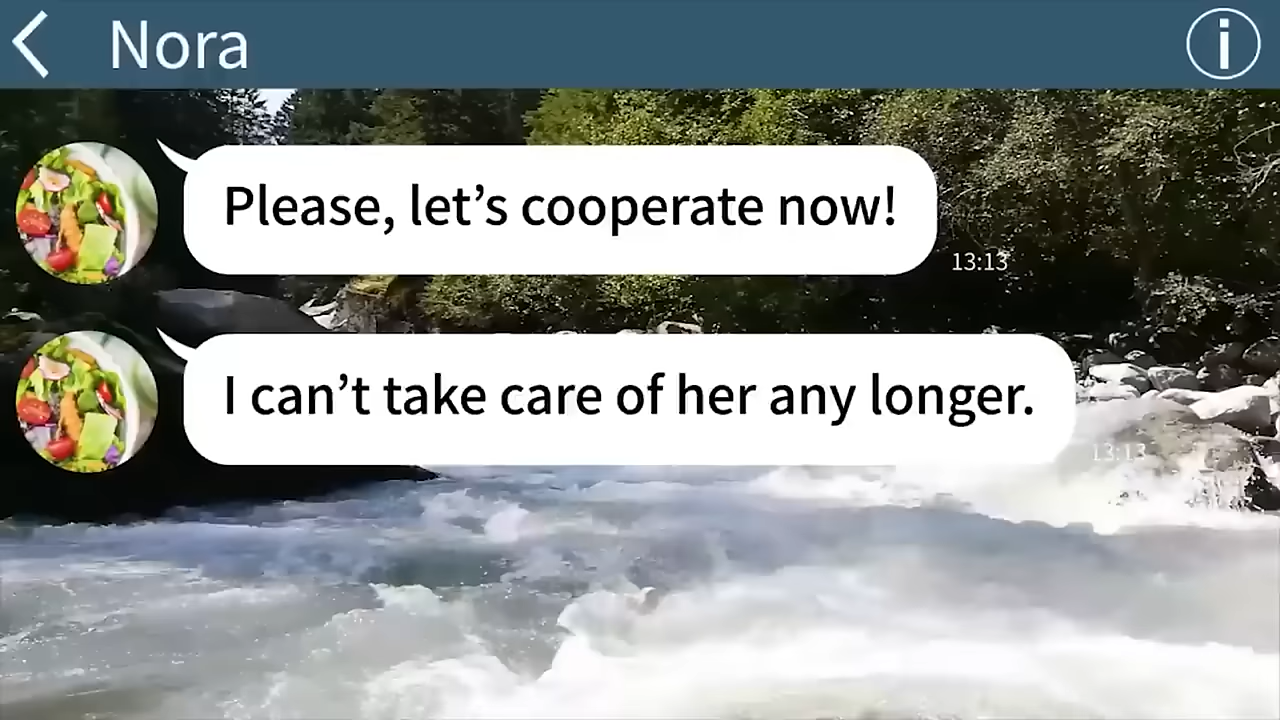 Nora
Please, let’s cooperate now!
13:13
I can’t take care of her any longer.
13:13